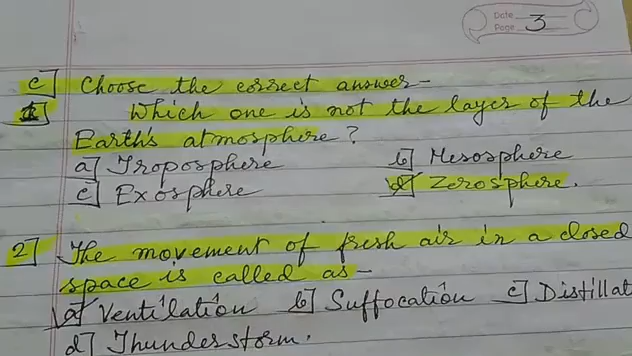 Date
Page 3
c] Choose the correct answer-
1] Which one is not the layer of the
Earth's atmosphere?
a] Troposphere b] Mesosphere
c] Exosphere d] Zerosphere.
2] The movement of fresh air in a closed
space is called as-
a] Ventilation b] Suffocation c] Distillat
d] Thunderstorm.